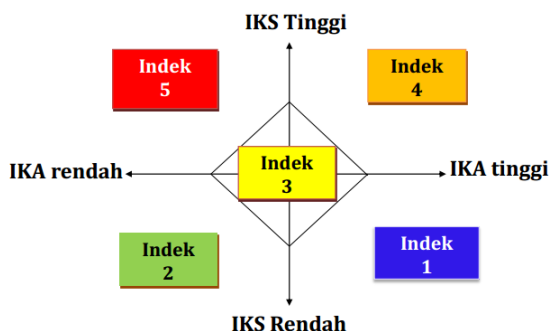 IKS Tinggi
Indek
5
Indek
4
IKA rendah
Indek
3
IKA tinggi
Indek
2
Indek
1
IKS Rendah